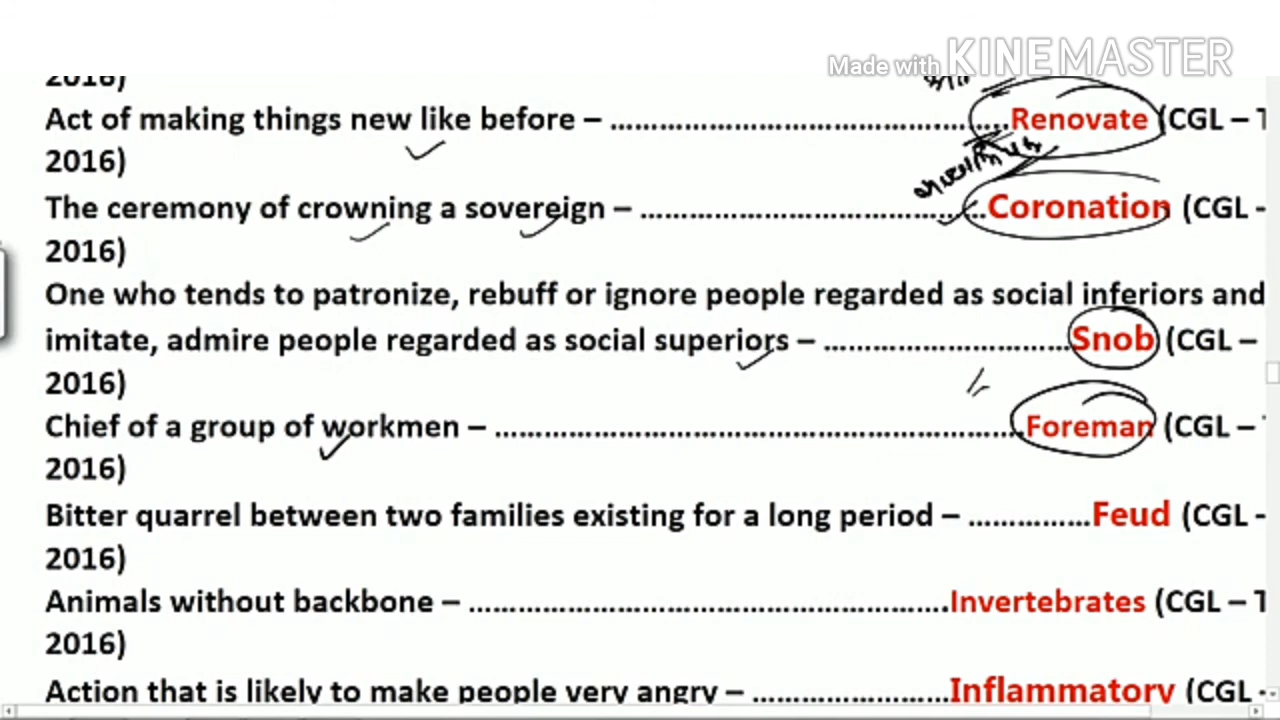 Made with KINEMASTER
2016)
Act of making things new like before – ........................................Renovate (CGL – T
2016)
The ceremony of crowning a sovereign – ........................................Coronation (CGL -
2016)
One who tends to patronize, rebuff or ignore people regarded as social inferiors and
imitate, admire people regarded as social superiors – ..............................Snob (CGL –
2016)
Chief of a group of workmen – ................................................................Foreman (CGL –
2016)
Bitter quarrel between two families existing for a long period – ...............Feud (CGL -
2016)
Animals without backbone – ...........................................................Invertebrates (CGL – T
2016)
Action that is likely to make people very angry – ........................Inflammatory (CGL -